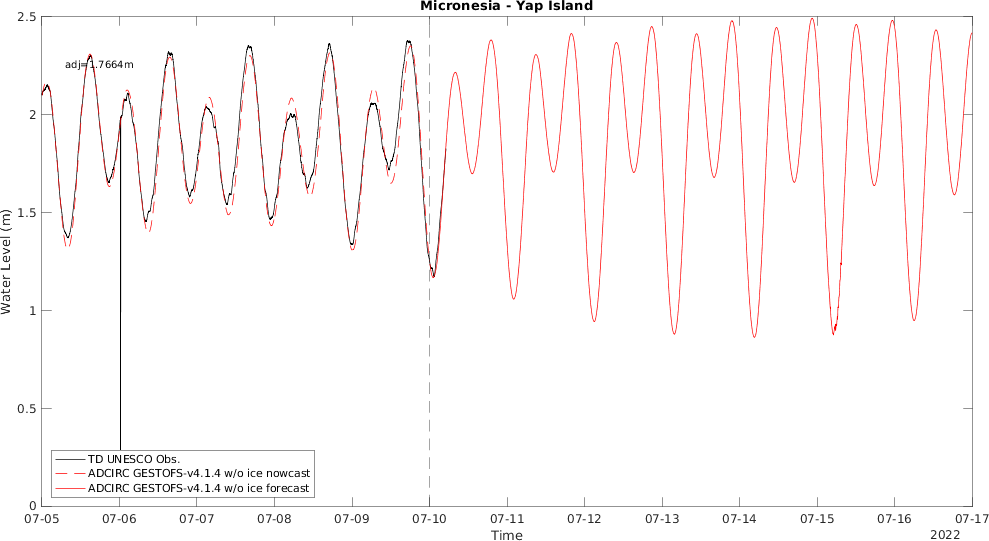 Micronesia - Yap Island
2.5
adj=1.7664m
2
1.5
1
0.5
0
Water Level (m)
TD UNESCO Obs.
ADCIRC GESTOFS-v4.1.4 w/o ice nowcast
ADCIRC GESTOFS-v4.1.4 w/o ice forecast
07-05 07-06 07-07 07-08 07-09 07-10 07-11 07-12 07-13 07-14 07-15 07-16 07-17
Time
2022